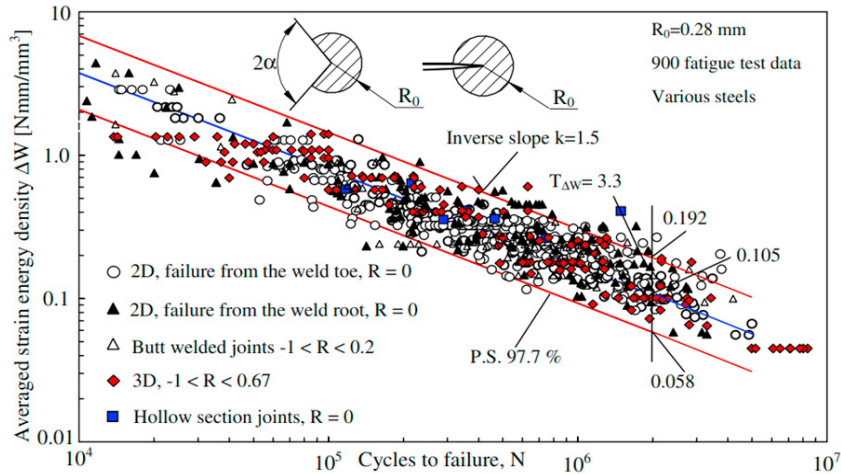 Averaged strain energy density ΔW [Nmm/mm³]
10
1.0
0.1
0.01
2α
R₀
R₀
R₀=0.28 mm
900 fatigue test data
Various steels
Inverse slope k=1.5
T_ΔW= 3.3
0.192
0.105
0.058
P.S. 97.7 %
2D, failure from the weld toe, R = 0
2D, failure from the weld root, R = 0
Butt welded joints -1 < R < 0.2
3D, -1 < R < 0.67
Hollow section joints, R = 0
10⁴
10⁵
10⁶
10⁷
Cycles to failure, N